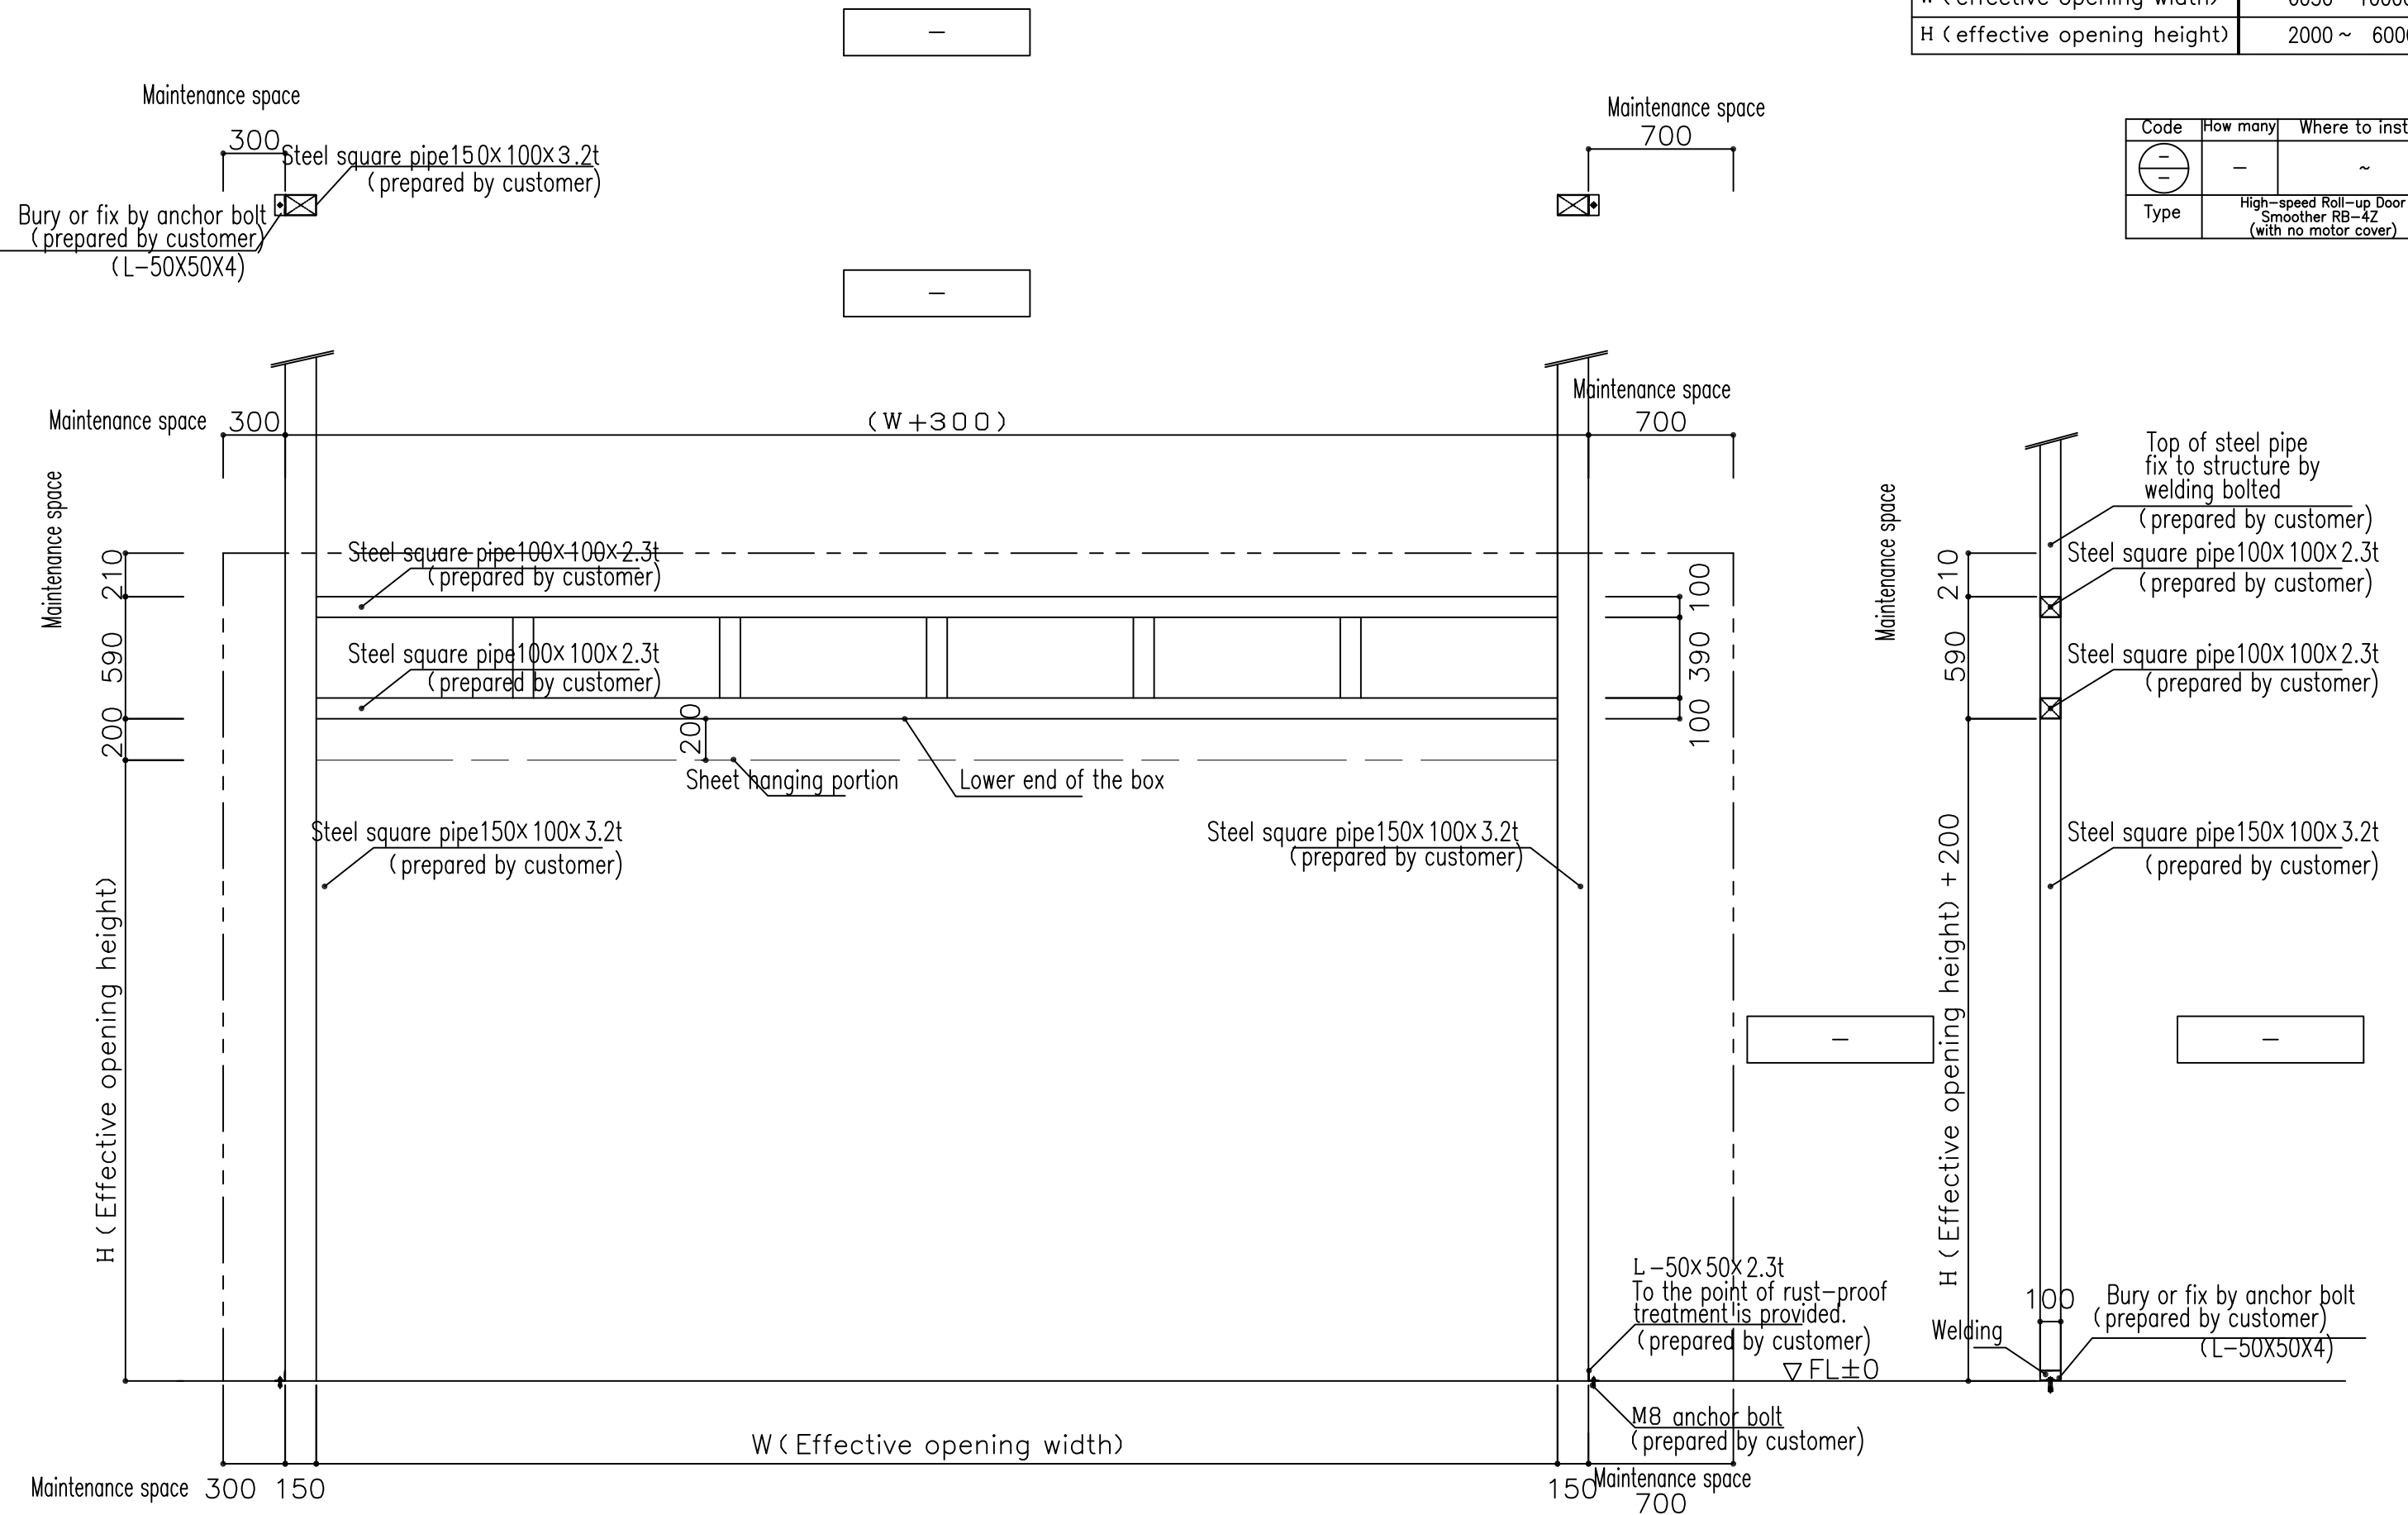 H (effective opening height) 2000 ~
Code How many Where to
− − − ~
Type High-speed Roll-up Door
Smoother RB-4Z
(with no motor cover)
−
Maintenance space
300
Steel square pipe150×100×3.2t
(prepared by customer)
Bury or fix by anchor bolt
(prepared by customer)
(L-50X50X4)
Maintenance space
700
−
Maintenance space 300
(W+300)
Maintenance space
700
Maintenance space
210
590
200
H (Effective opening height)
Steel square pipe100×100×2.3t
(prepared by customer)
Steel square pipe100×100×2.3t
(prepared by customer)
100
390
100
200
Sheet hanging portion
Lower end of the box
Steel square pipe150×100×3.2t
(prepared by customer)
Steel square pipe150×100×3.2t
(prepared by customer)
L-50×50×2.3t
To the point of rust-proof
treatment is provided.
(prepared by customer)
▽ FL±0
M8 anchor bolt
(prepared by customer)
W (Effective opening width)
Maintenance space 300 150
150
Maintenance space
700
−
Maintenance space
210
590
H (Effective opening height) + 200
Top of steel pipe
fix to structure by
welding bolted
(prepared by customer)
Steel square pipe100×100×2.3t
(prepared by customer)
Steel square pipe100×100×2.3t
(prepared by customer)
Steel square pipe150×100×3.2t
(prepared by customer)
−
100
Welding
Bury or fix by anchor bolt
(prepared by customer)
(L-50X50X4)